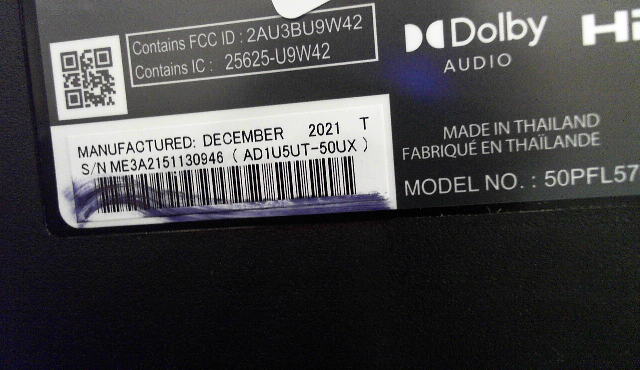 Contains FCC ID : 2AU3BU9W42
Contains IC : 25625-U9W42
Dolby
AUDIO
MANUFACTURED: DECEMBER 2021 T
S/N ME3A2151130946 ( AD1U5UT-50UX )
MADE IN THAILAND
FABRIQUÉ EN THAÏLANDE
MODEL NO. : 50PFL57